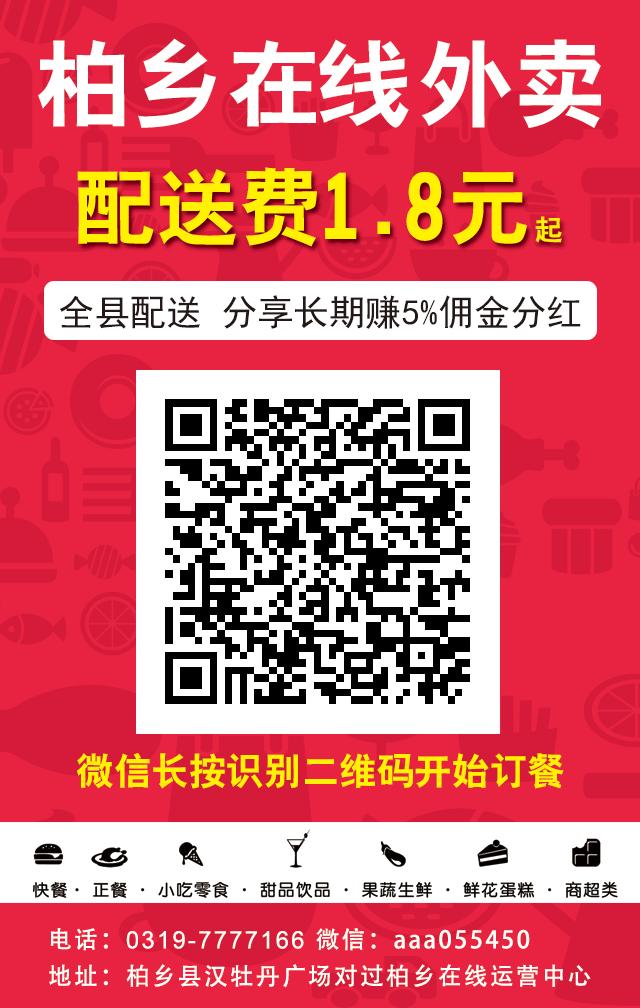 柏乡在线外卖
配送费1.8元起
全县配送 分享长期赚5%佣金分红
微信长按识别二维码开始订餐
快餐· 正餐 · 小吃零食 · 甜品饮品 · 果蔬生鲜 · 鲜花蛋糕 · 商超类
电话：0319-7777166 微信：aaa055450
地址：柏乡县汉牡丹广场对过柏乡在线运营中心